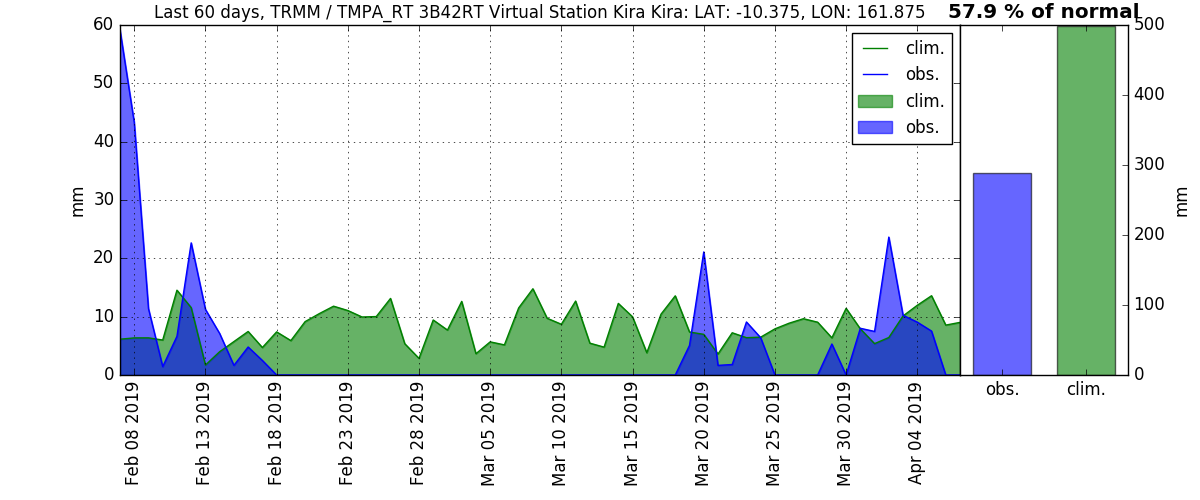 Last 60 days, TRMM / TMPA_RT 3B42RT Virtual Station Kira Kira: LAT: -10.375, LON: 161.875
57.9 % of normal
60
50
40
30
20
10
0
mm
clim.
obs.
clim.
obs.
Feb 08 2019
Feb 13 2019
Feb 18 2019
Feb 23 2019
Feb 28 2019
Mar 05 2019
Mar 10 2019
Mar 15 2019
Mar 20 2019
Mar 25 2019
Mar 30 2019
Apr 04 2019
500
400
300
200
100
0
mm
obs.
clim.